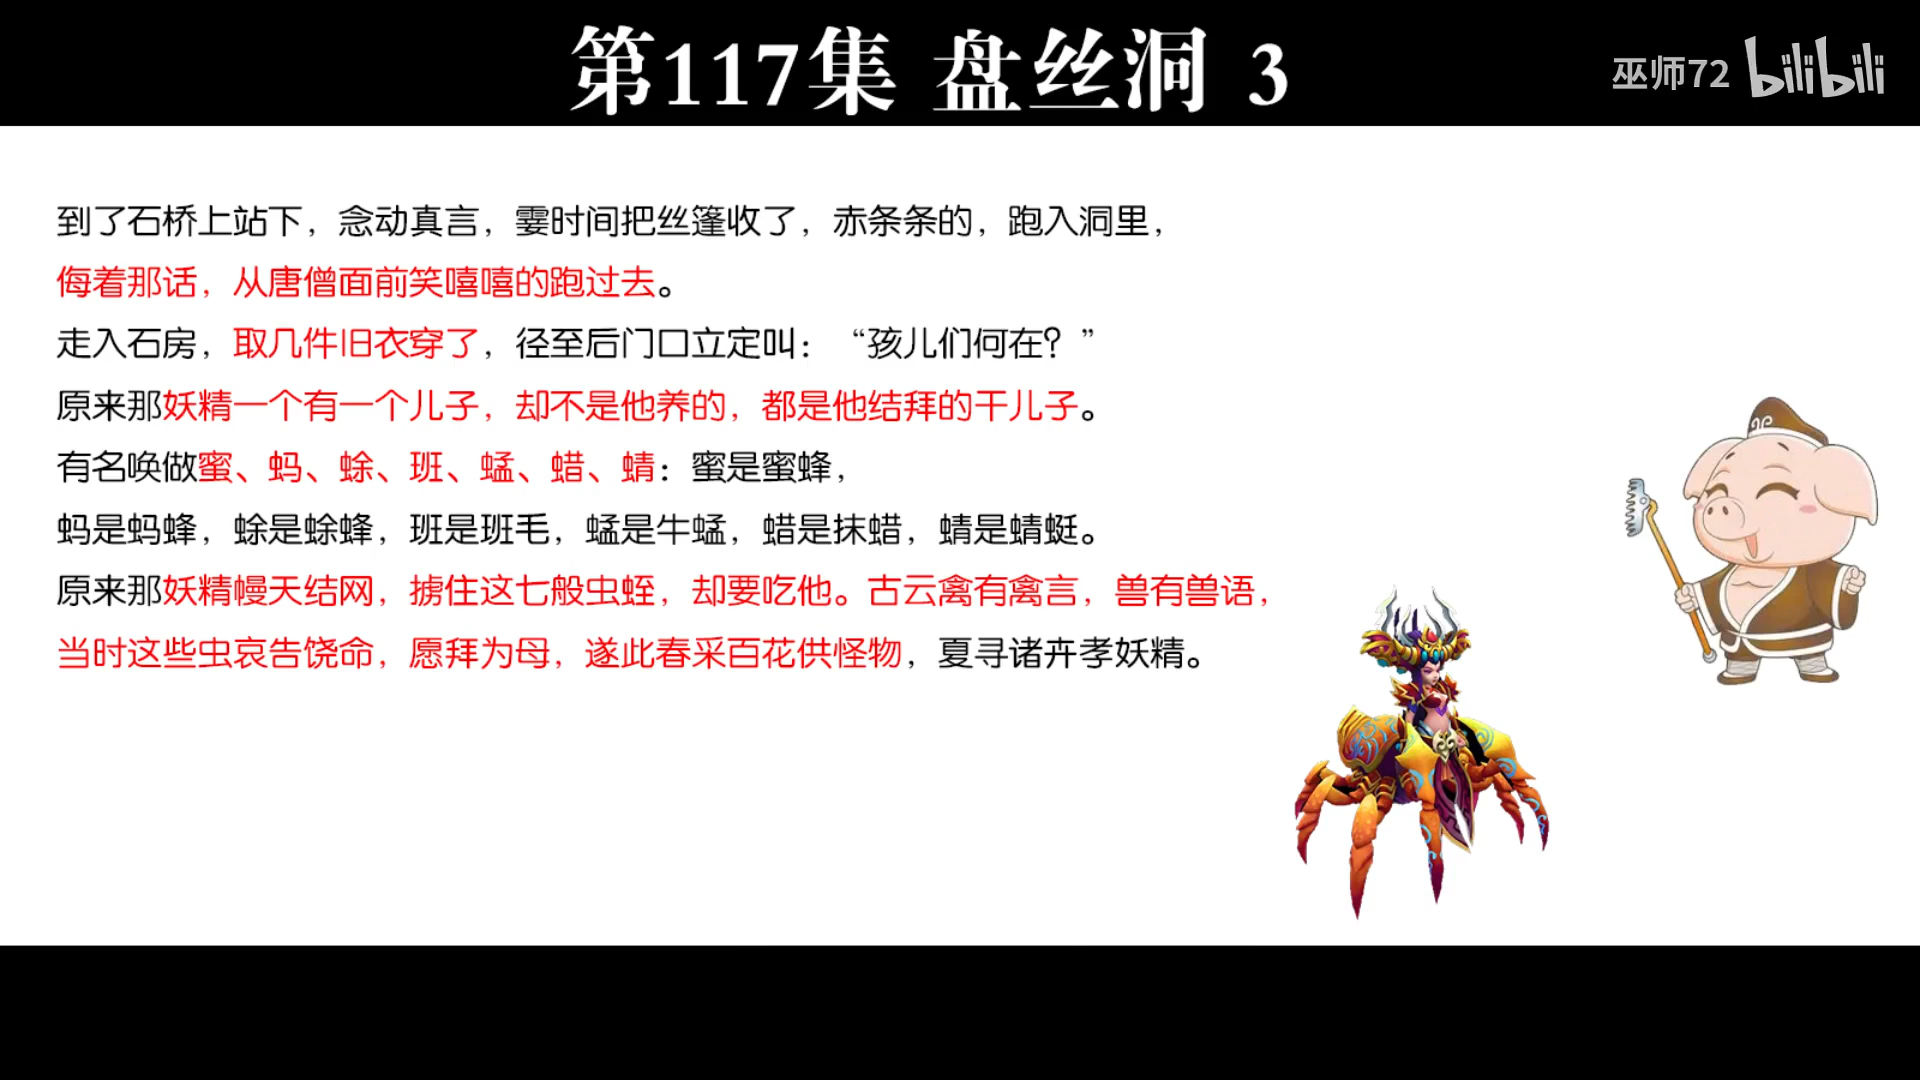 第117集 盘丝洞 3
巫师72 bilibili
到了石桥上站下，念动真言，霎时间把丝篷收了，赤条条的，跑入洞里，
侮着那话，从唐僧面前笑嘻嘻的跑过去。
走入石房，取几件旧衣穿了，径至后门口立定叫：“孩儿们何在？”
原来那妖精一个有一个儿子，却不是他养的，都是他结拜的干儿子。
有名唤做蜜、蚂、蜍、班、蜢、蜡、蜻：蜜是蜜蜂，
蚂是蚂蜂，蜍是蜍蜂，班是班毛，蜢是牛蜢，蜡是抹蜡，蜻是蜻蜓。
原来那妖精幔天结网，掳住这七般虫蛭，却要吃他。古云禽有禽言，兽有兽语，
当时这些虫哀告饶命，愿拜为母，遂此春采百花供怪物，夏寻诸卉孝妖精。